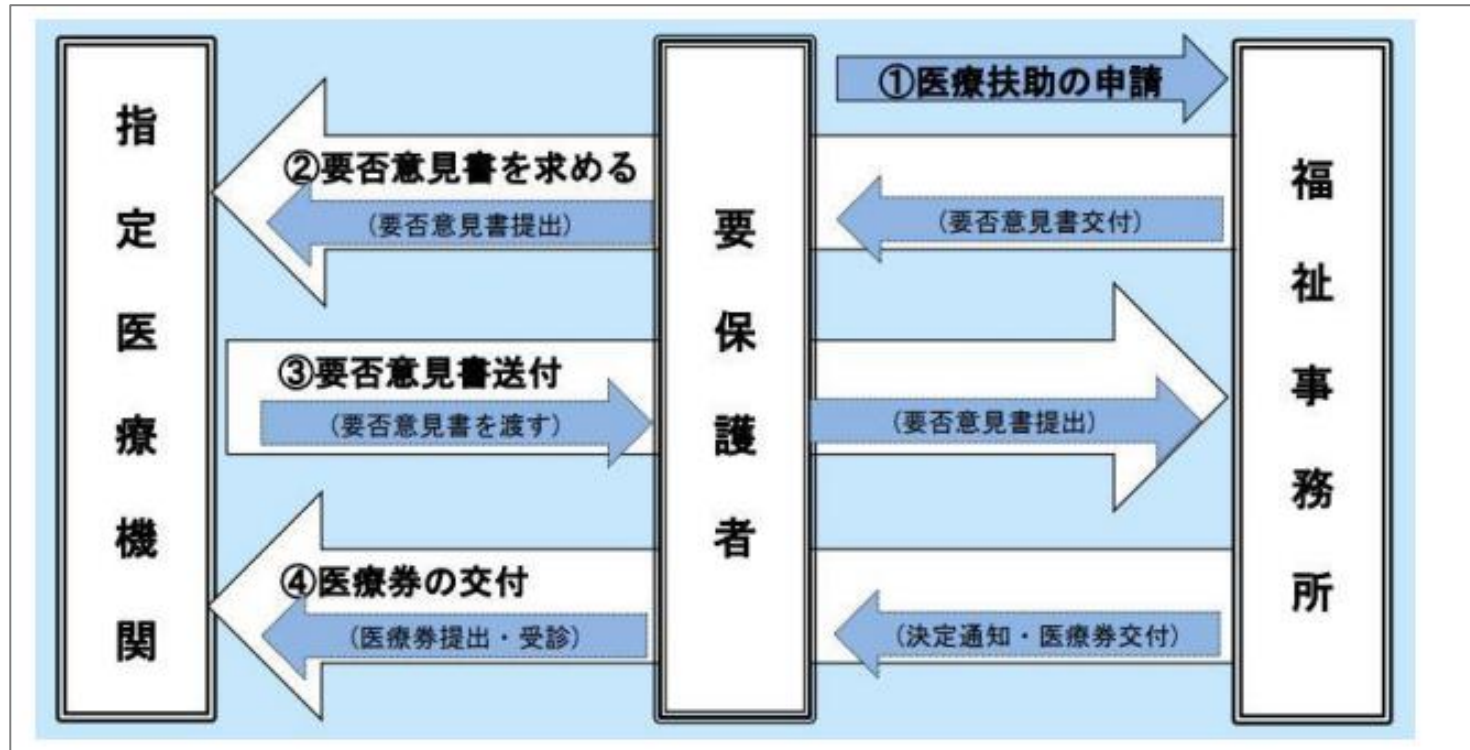 指定医療機関
要保護者
福祉事務所
①医療扶助の申請
②要否意見書を求める
(要否意見書提出)
(要否意見書交付)
③要否意見書送付
(要否意見書を渡す)
(要否意見書提出)
④医療券の交付
(医療券提出・受診)
(決定通知・医療券交付)